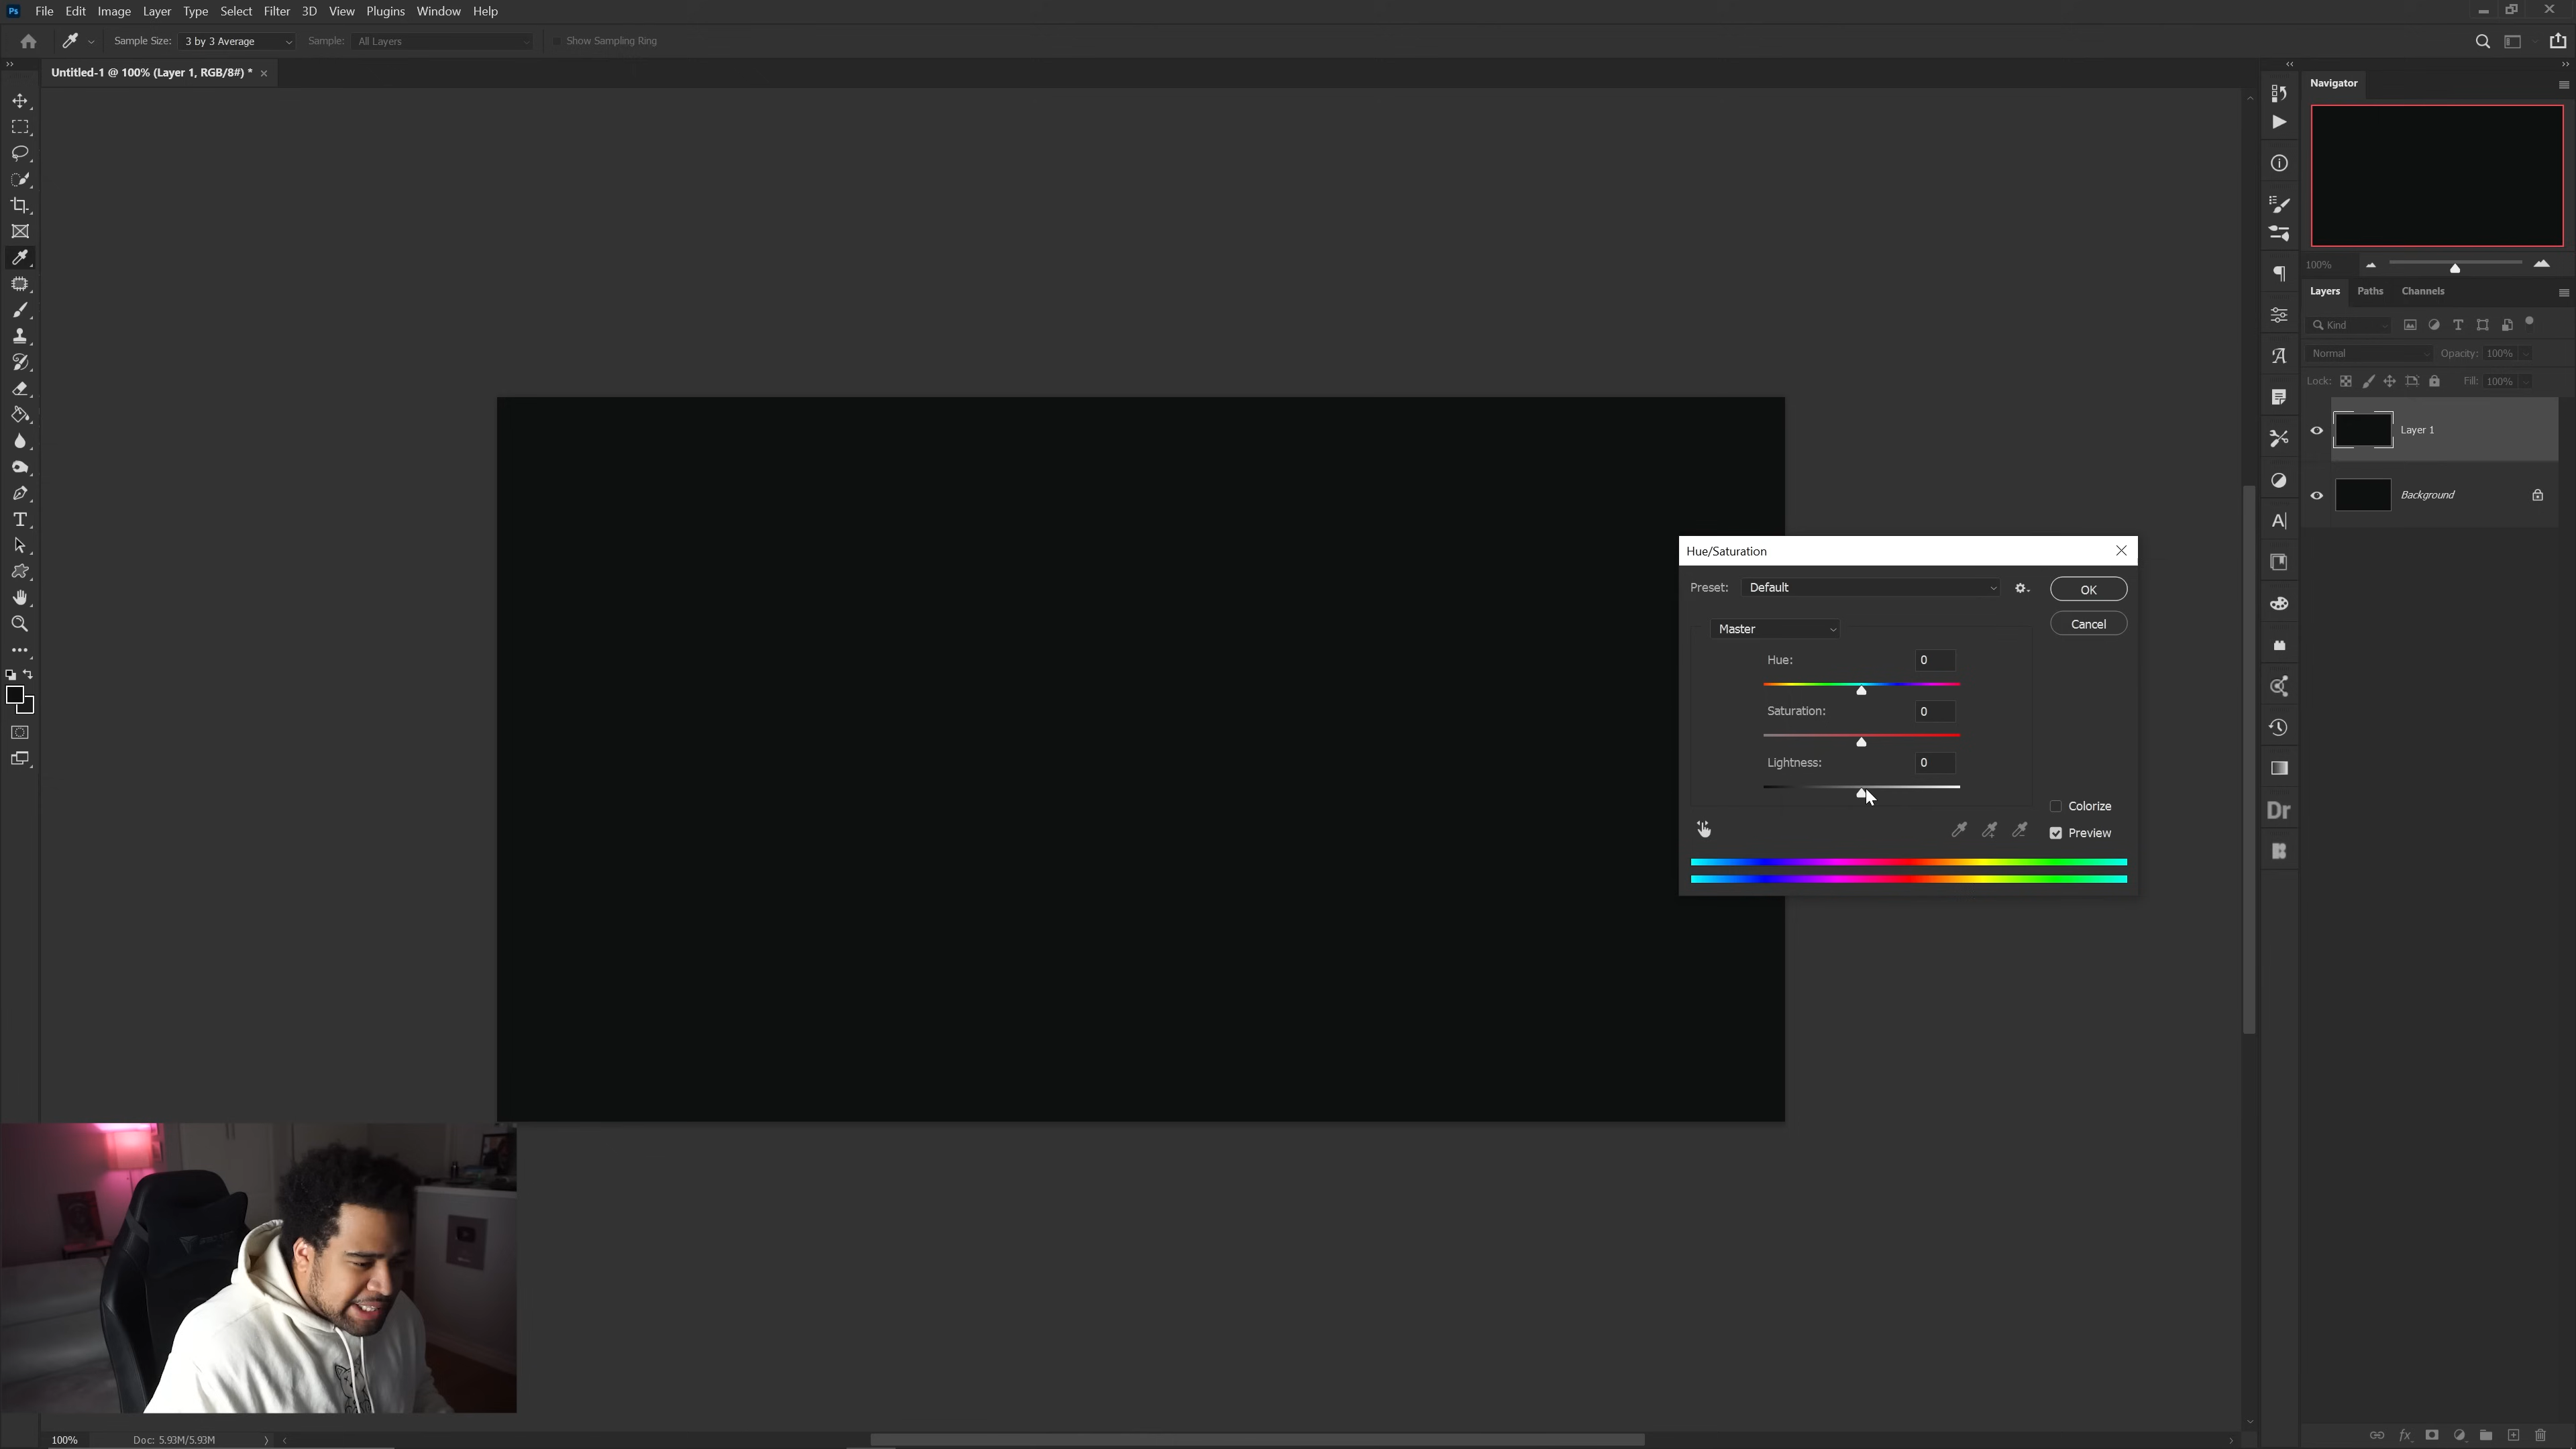 Ps File Edit Image Layer Type Select Filter 3D View Plugins Window Help
Sample Size: 3 by 3 Average Sample: All Layers Show Sampling Ring
Untitled-1 @ 100% (Layer 1, RGB/8#) *
Navigator
100%
Layers Paths Channels
Kind
Normal Opacity: 100%
Lock: Fill: 100%
Layer 1
Background
Hue/Saturation
Preset: Default OK
Master Cancel
Hue: 0
Saturation: 0
Lightness: 0
Colorize
Preview
Dr
100% Doc: 5.93M/5.93M